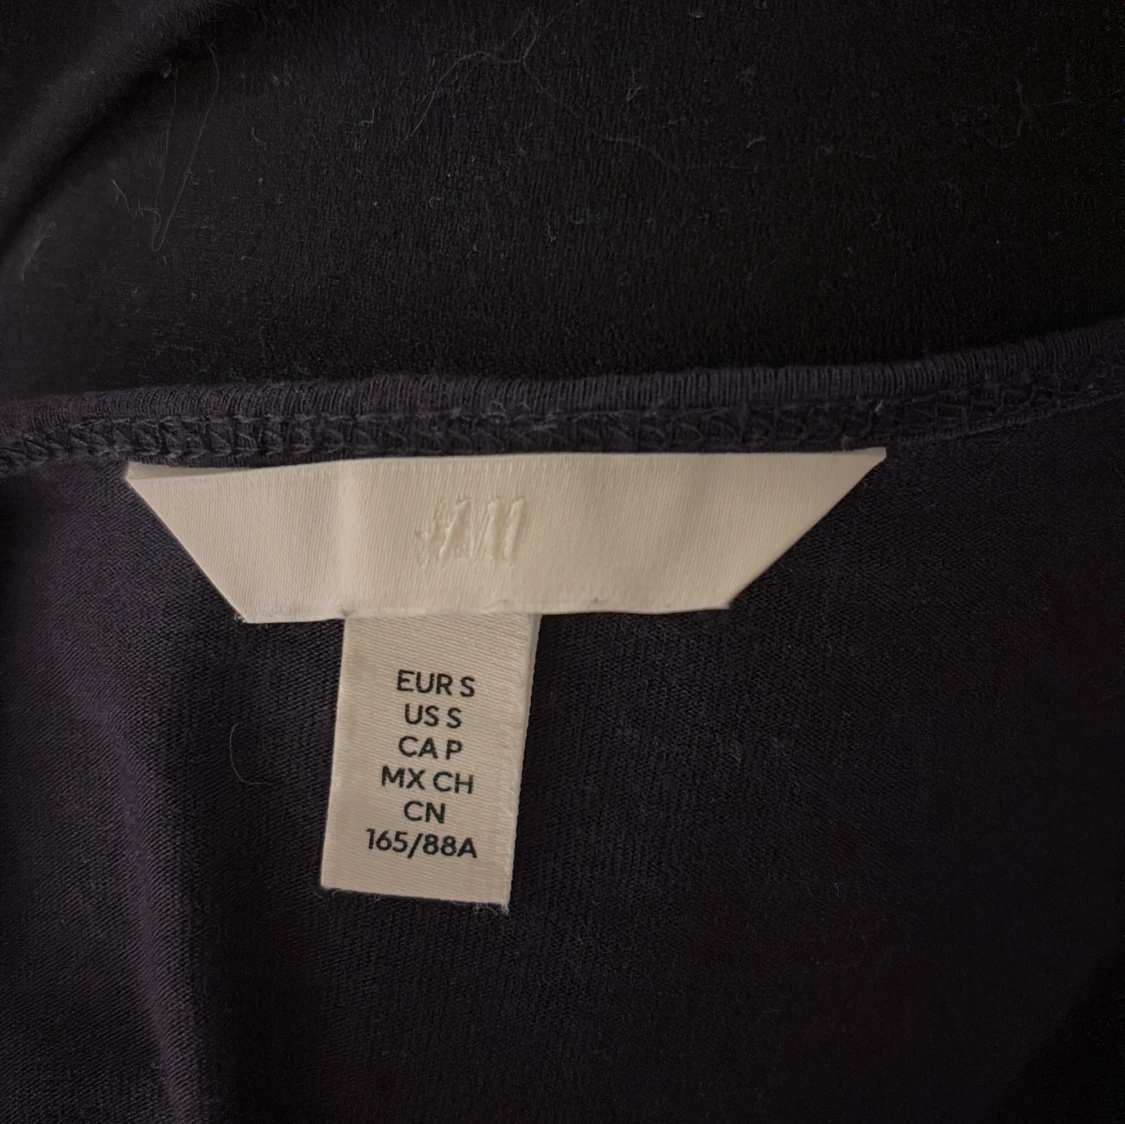 H&M
EUR S
US S
CA P
MX CH
CN
165/88A